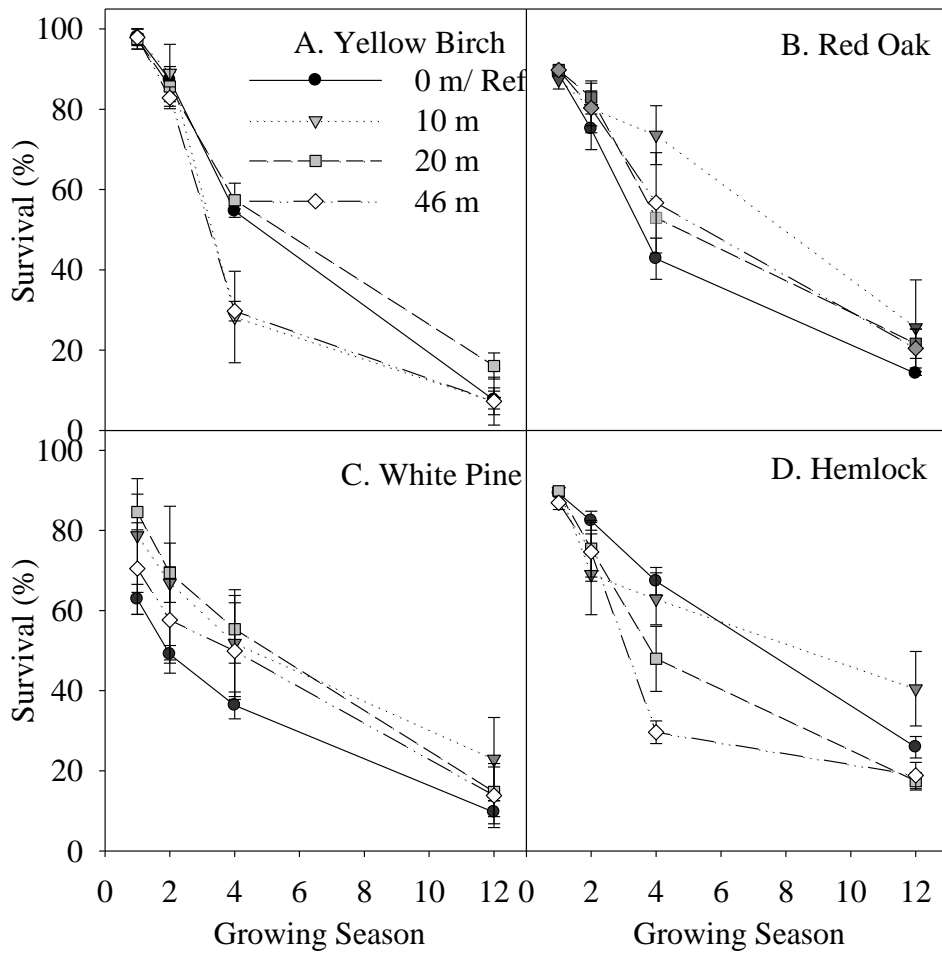 100
80
60
40
20
0
Survival (%)
A. Yellow Birch
0 m/ Ref
10 m
20 m
46 m
B. Red Oak
100
80
60
40
20
0
Survival (%)
C. White Pine
D. Hemlock
0 2 4 6 8 10 12
Growing Season
2 4 6 8 10 12
Growing Season